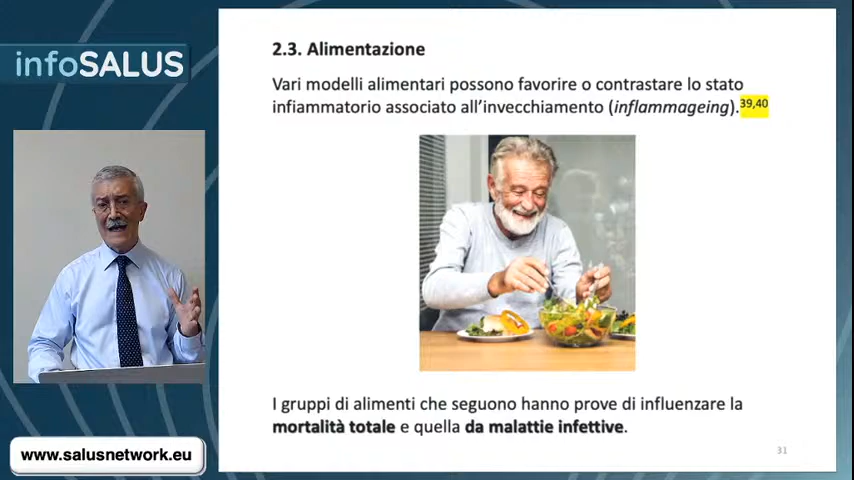 infoSALUS
2.3. Alimentazione
Vari modelli alimentari possono favorire o contrastare lo stato
infiammatorio associato all’invecchiamento (inflammageing).39,40
I gruppi di alimenti che seguono hanno prove di influenzare la
mortalità totale e quella da malattie infettive.
31
www.salusnetwork.eu